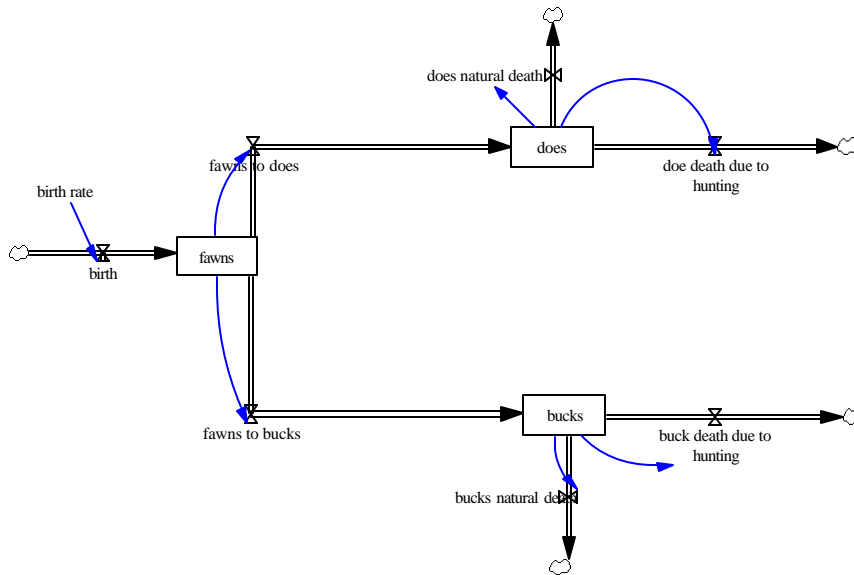 does natural death
does
doe death due to
hunting
fawns to does
birth rate
fawns
birth
bucks
fawns to bucks
buck death due to
hunting
bucks natural death